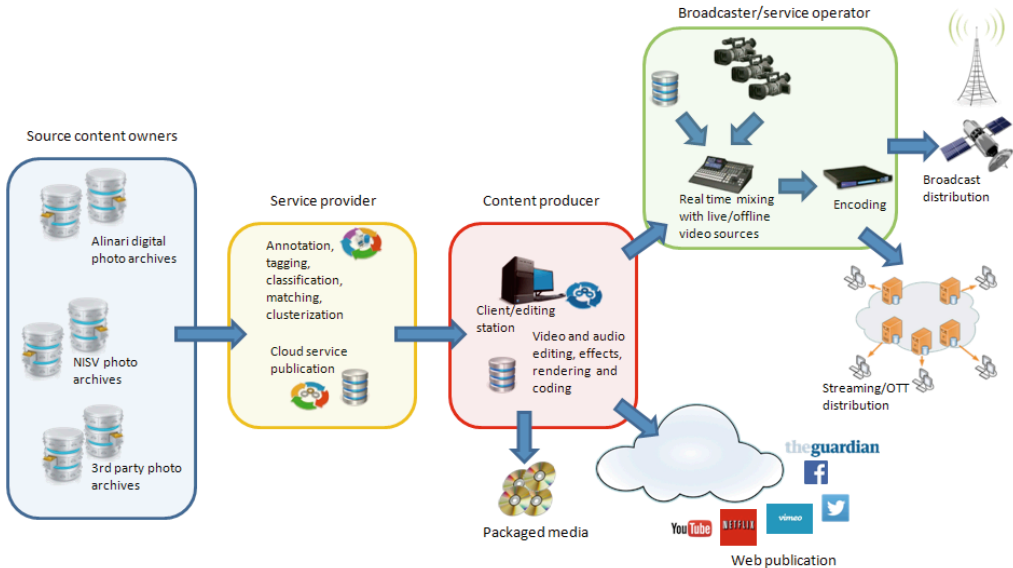 Broadcaster/service operator
Source content owners
Alinari digital
photo archives
NISV photo
archives
3rd party photo
archives
Service provider
Annotation,
tagging,
classification,
matching,
clusterization
Cloud service
publication
Content producer
Client/editing
station
Video and audio
editing, effects,
rendering and
coding
Real time mixing
with live/offline
video sources
Encoding
Broadcast
distribution
Streaming/OTT
distribution
Packaged media
theguardian
YouTube
NETFLIX
vimeo
Web publication